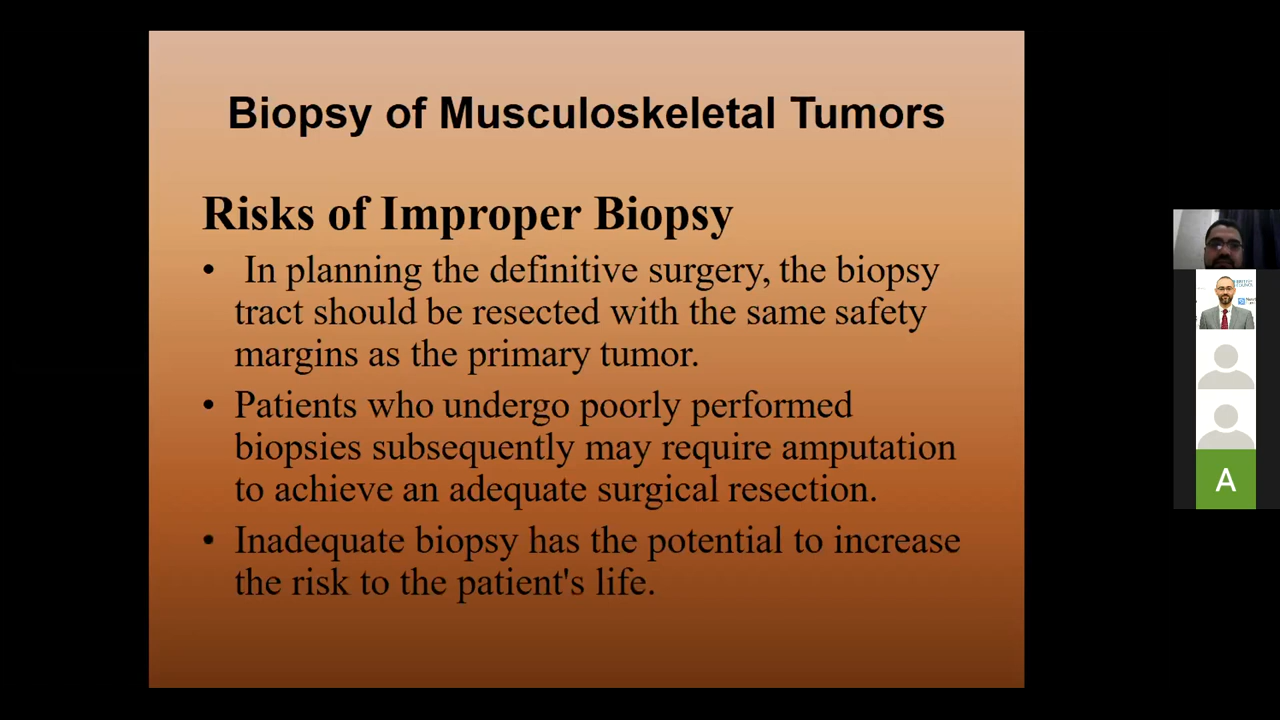 Biopsy of Musculoskeletal Tumors
Risks of Improper Biopsy
• In planning the definitive surgery, the biopsy
tract should be resected with the same safety
margins as the primary tumor.
• Patients who undergo poorly performed
biopsies subsequently may require amputation
to achieve an adequate surgical resection.
• Inadequate biopsy has the potential to increase
the risk to the patient's life.
A